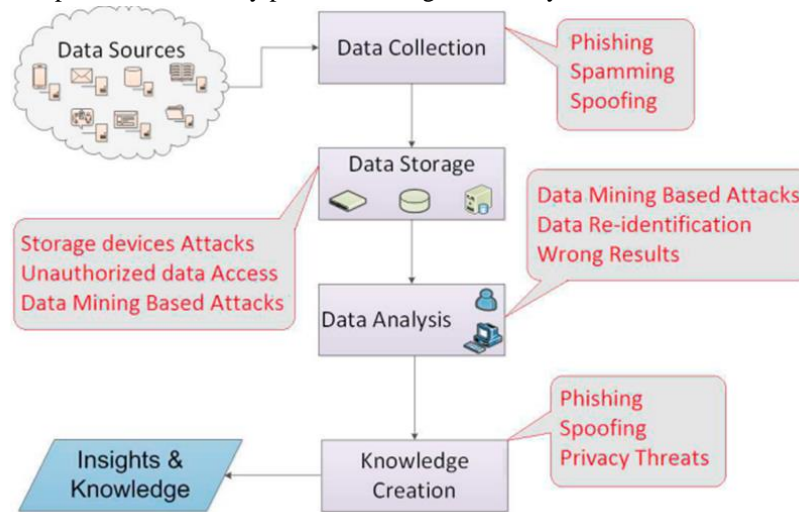 Data Sources
Data Collection
Phishing
Spamming
Spoofing
Data Storage
Storage devices Attacks
Unauthorized data Access
Data Mining Based Attacks
Data Mining Based Attacks
Data Re-identification
Wrong Results
Data Analysis
Phishing
Spoofing
Privacy Threats
Knowledge
Creation
Insights &
Knowledge